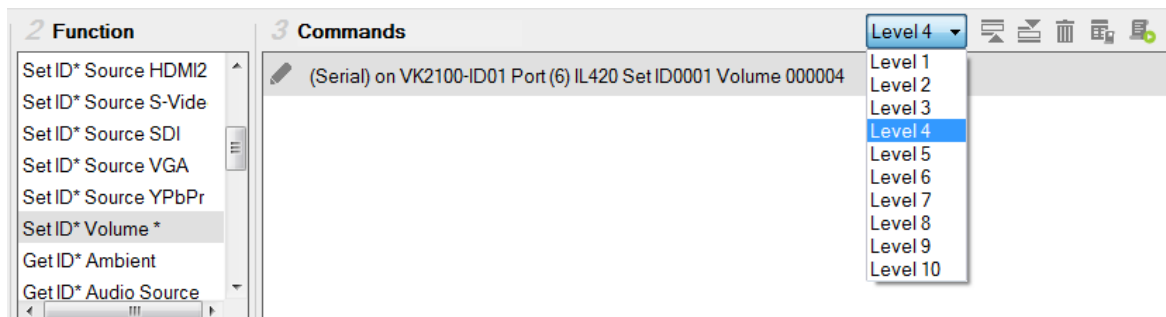 2 Function
Set ID* Source HDMI2
Set ID* Source S-Vide
Set ID* Source SDI
Set ID* Source VGA
Set ID* Source YPbPr
Set ID* Volume *
Get ID* Ambient
Get ID* Audio Source
3 Commands
Level 4
(Serial) on VK2100-ID01 Port (6) IL420 Set ID0001 Volume 000004
Level 1
Level 2
Level 3
Level 4
Level 5
Level 6
Level 7
Level 8
Level 9
Level 10